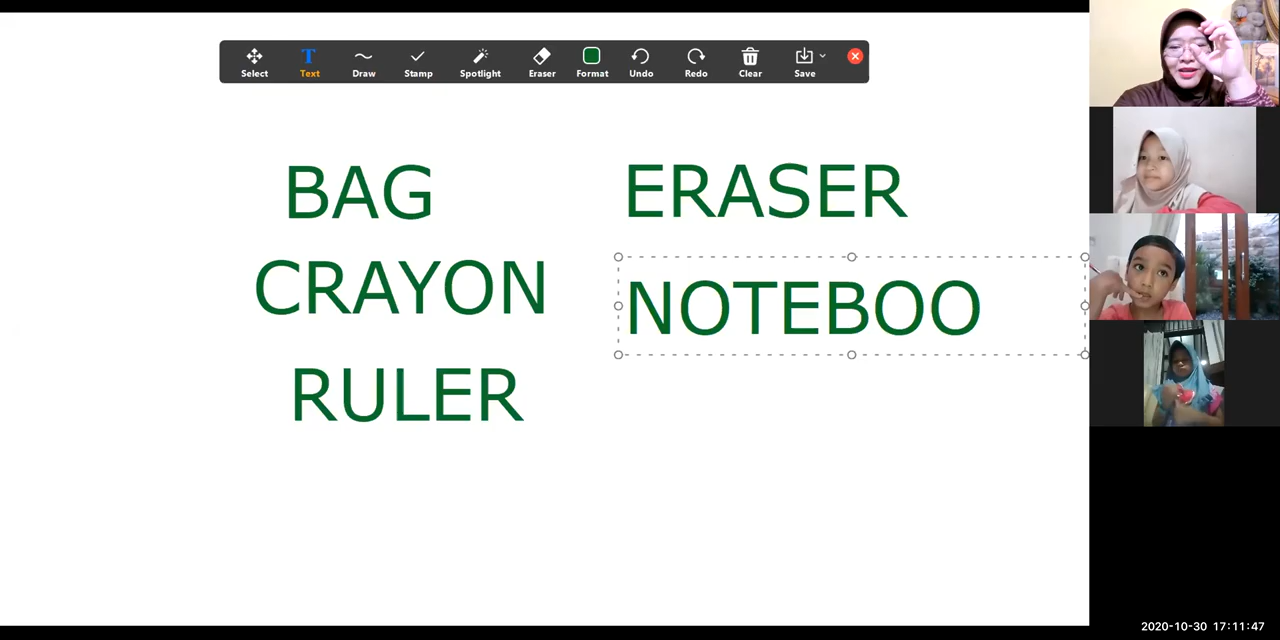 Select Text Draw Stamp Spotlight Eraser Format Undo Redo Clear Save
BAG
CRAYON
RULER
ERASER
NOTEBOO
2020-10-30 17:11:47